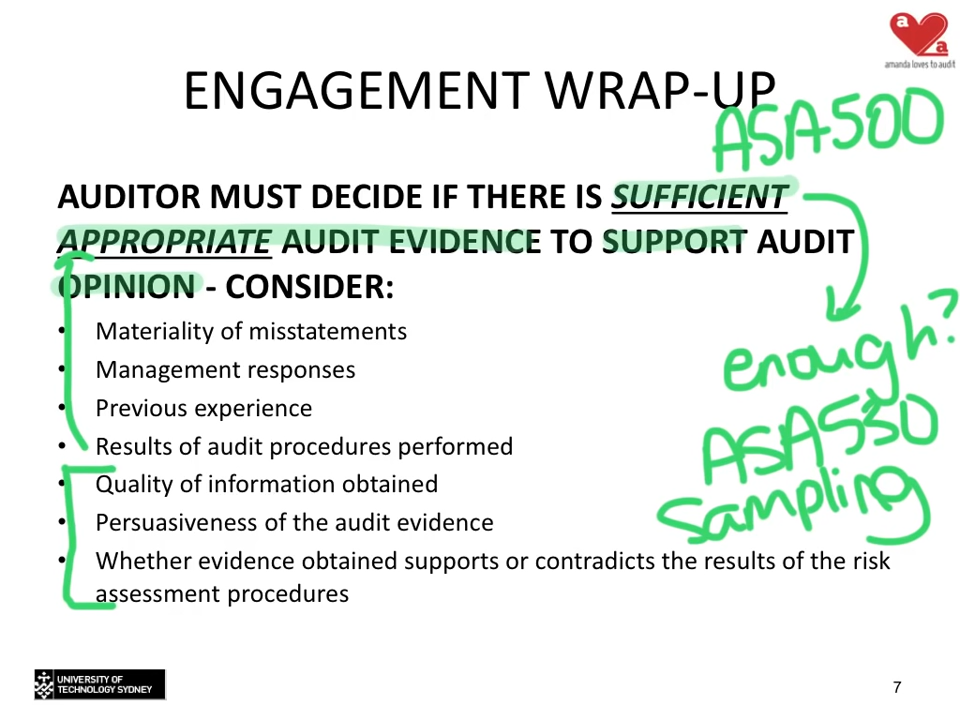 a
a
amanda loves to audit
ENGAGEMENT WRAP-UP
ASA500
AUDITOR MUST DECIDE IF THERE IS SUFFICIENT
APPROPRIATE AUDIT EVIDENCE TO SUPPORT AUDIT
OPINION - CONSIDER:
enough?
ASA530
Sampling
• Materiality of misstatements
• Management responses
• Previous experience
• Results of audit procedures performed
• Quality of information obtained
• Persuasiveness of the audit evidence
• Whether evidence obtained supports or contradicts the results of the risk
assessment procedures
UNIVERSITY OF
TECHNOLOGY SYDNEY
7